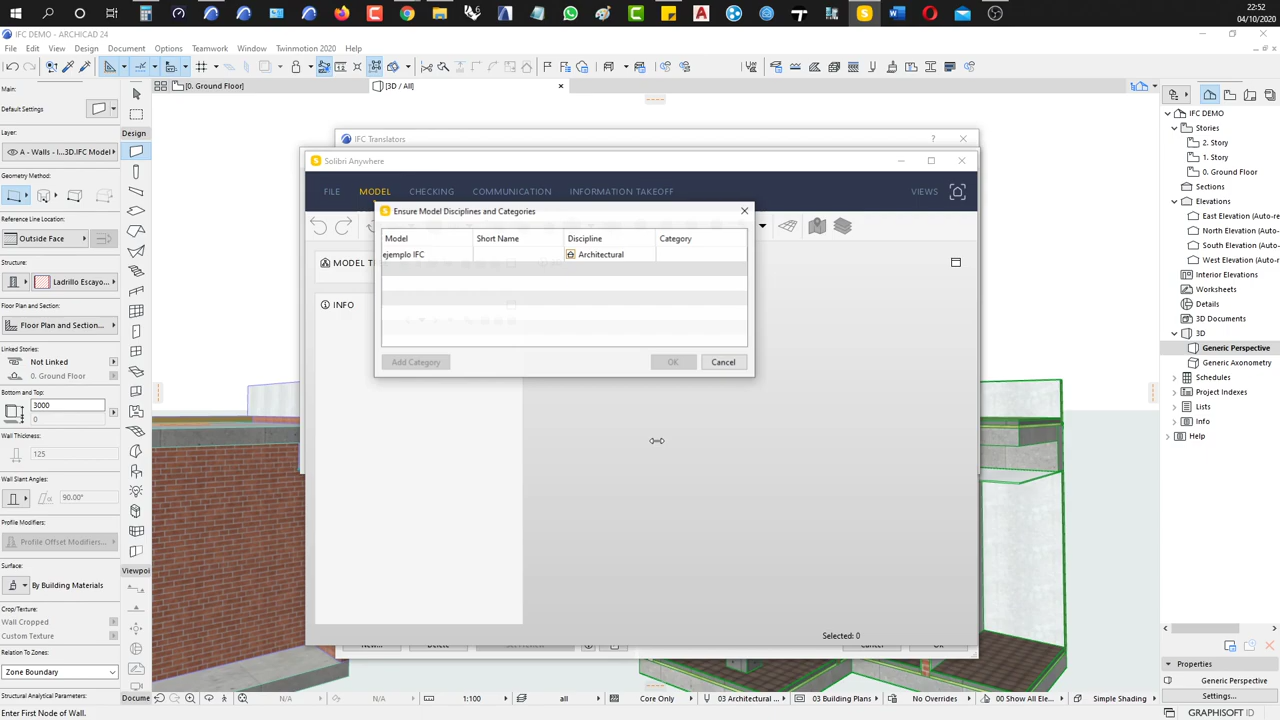 22:52
04/10/2020
IFC DEMO - ARCHICAD 24
File Edit View Design Document Options Teamwork Window Twinmotion 2020 Help
Main:
Default Settings
Layer:
A - Walls - I...3D.IFC Model
Geometry Method:
Reference Line Location:
Outside Face
Structure:
Ladrillo Escayo...
Floor Plan and Section:
Floor Plan and Section...
Linked Stories:
Not Linked
0. Ground Floor
Bottom and Top:
3000
0
Wall Thickness:
125
Wall Slant Angles:
90.00°
Profile Modifiers:
Profile Offset Modifiers...
Surface:
By Building Materials
Crop/Texture:
Wall Cropped
Custom Texture
Relation To Zones:
Zone Boundary
Structural Analytical Parameters:
Enter First Node of Wall.
Design
Viewpoi
Docume
[0. Ground Floor]
[3D / All]
IFC Translators
?
Solibri Anywhere
FILE MODEL CHECKING COMMUNICATION INFORMATION TAKEOFF VIEWS
MODEL T
INFO
Ensure Model Disciplines and Categories
Model Short Name Discipline Category
ejemplo IFC Architectural
Add Category OK Cancel
Selected: 0
New... Delete Cancel OK
N/A N/A 1:100 all Core Only 03 Architectural ... 03 Building Plans No Overrides 00 Show All Ele... Simple Shading
IFC DEMO
Stories
2. Story
1. Story
0. Ground Floor
Sections
Elevations
East Elevation (Auto-r
North Elevation (Auto-
South Elevation (Auto-
West Elevation (Auto-r
Interior Elevations
Worksheets
Details
3D Documents
3D
Generic Perspective
Generic Axonometry
Schedules
Project Indexes
Lists
Info
Help
Properties
Generic Perspective
Settings...
GRAPHISOFT ID